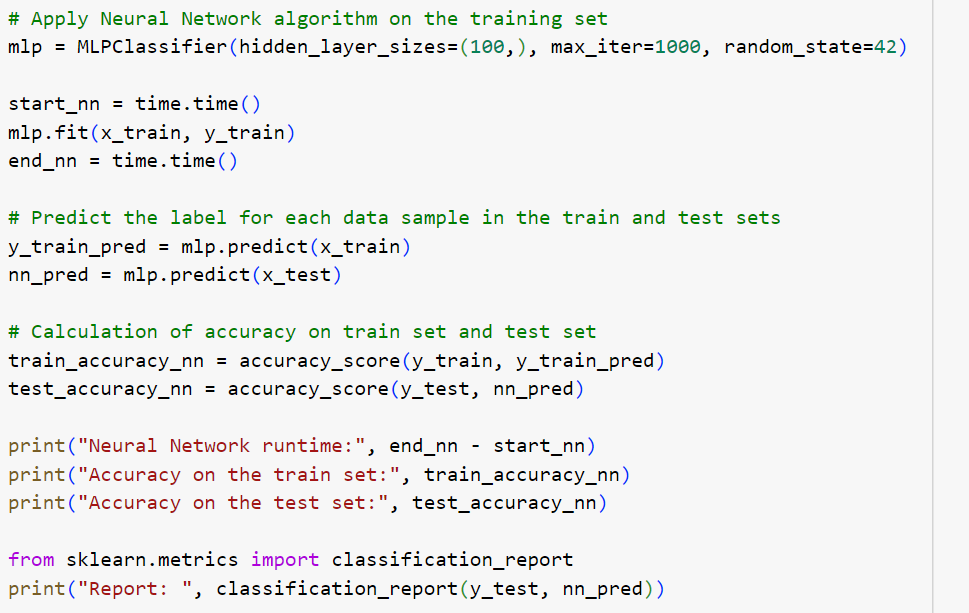 # Apply Neural Network algorithm on the training set
mlp = MLPClassifier(hidden_layer_sizes=(100,), max_iter=1000, random_state=42)
start_nn = time.time()
mlp.fit(x_train, y_train)
end_nn = time.time()
# Predict the label for each data sample in the train and test sets
y_train_pred = mlp.predict(x_train)
nn_pred = mlp.predict(x_test)
# Calculation of accuracy on train set and test set
train_accuracy_nn = accuracy_score(y_train, y_train_pred)
test_accuracy_nn = accuracy_score(y_test, nn_pred)
print("Neural Network runtime:", end_nn - start_nn)
print("Accuracy on the train set:", train_accuracy_nn)
print("Accuracy on the test set:", test_accuracy_nn)
from sklearn.metrics import classification_report
print("Report: ", classification_report(y_test, nn_pred))